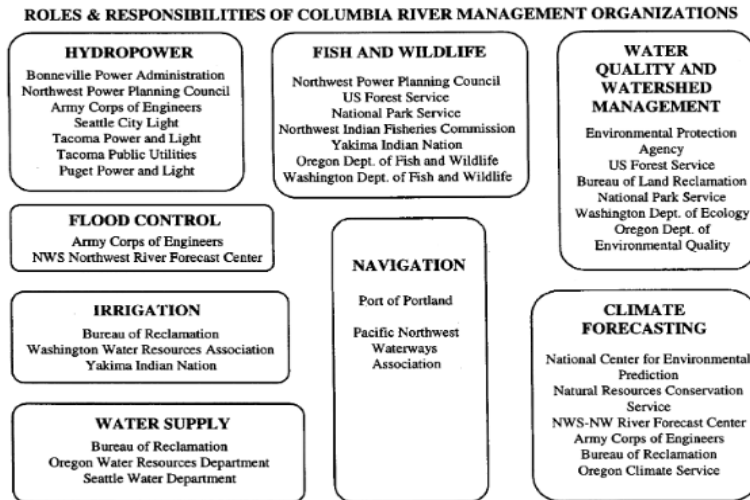 ROLES & RESPONSIBILITIES OF COLUMBIA RIVER MANAGEMENT ORGANIZATIONS
HYDROPOWER
Bonneville Power Administration
Northwest Power Planning Council
Army Corps of Engineers
Seattle City Light
Tacoma Power and Light
Tacoma Public Utilities
Puget Power and Light
FISH AND WILDLIFE
Northwest Power Planning Council
US Forest Service
National Park Service
Northwest Indian Fisheries Commission
Yakima Indian Nation
Oregon Dept. of Fish and Wildlife
Washington Dept. of Fish and Wildlife
WATER
QUALITY AND
WATERSHED
MANAGEMENT
Environmental Protection
Agency
US Forest Service
Bureau of Land Reclamation
National Park Service
Washington Dept. of Ecology
Oregon Dept. of
Environmental Quality
FLOOD CONTROL
Army Corps of Engineers
NWS Northwest River Forecast Center
NAVIGATION
Port of Portland
Pacific Northwest
Waterways
Association
IRRIGATION
Bureau of Reclamation
Washington Water Resources Association
Yakima Indian Nation
CLIMATE
FORECASTING
National Center for Environmental
Prediction
Natural Resources Conservation
Service
NWS-NW River Forecast Center
Army Corps of Engineers
Bureau of Reclamation
Oregon Climate Service
WATER SUPPLY
Bureau of Reclamation
Oregon Water Resources Department
Seattle Water Department